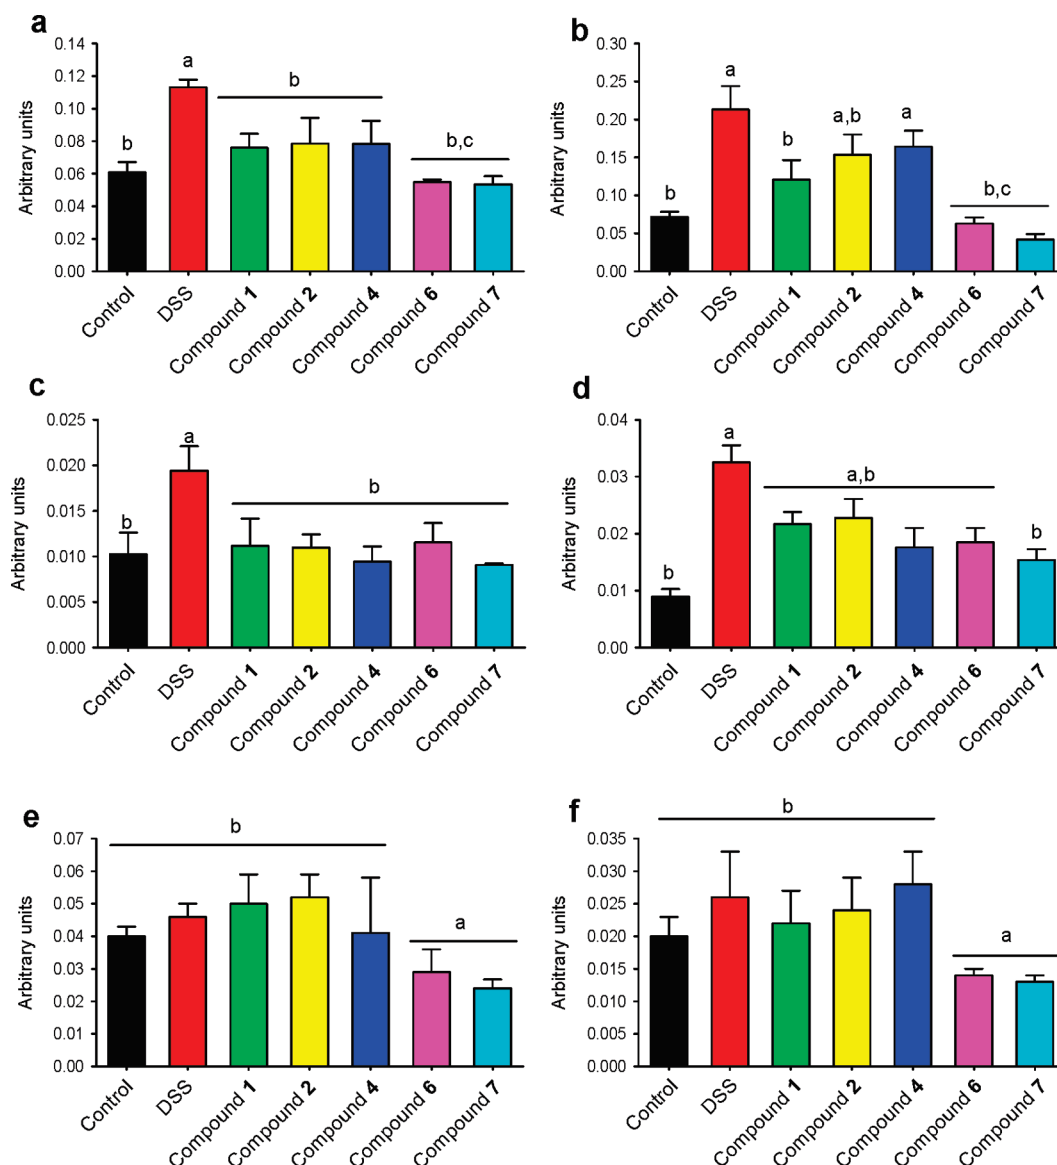 a
Arbitrary units
0.14
0.12
0.10
0.08
0.06
0.04
0.02
0.00
b
a
b
b,c
Control
DSS
Compound 1
Compound 2
Compound 4
Compound 6
Compound 7
b
Arbitrary units
0.30
0.25
0.20
0.15
0.10
0.05
0.00
b
a
b
a,b
a
b,c
Control
DSS
Compound 1
Compound 2
Compound 4
Compound 6
Compound 7
c
Arbitrary units
0.025
0.020
0.015
0.010
0.005
0.000
b
a
b
Control
DSS
Compound 1
Compound 2
Compound 4
Compound 6
Compound 7
d
Arbitrary units
0.04
0.03
0.02
0.01
0.00
b
a
a,b
b
Control
DSS
Compound 1
Compound 2
Compound 4
Compound 6
Compound 7
e
Arbitrary units
0.07
0.06
0.05
0.04
0.03
0.02
0.01
0.00
b
a
Control
DSS
Compound 1
Compound 2
Compound 4
Compound 6
Compound 7
f
Arbitrary units
0.035
0.030
0.025
0.020
0.015
0.010
0.005
0.000
b
a
Control
DSS
Compound 1
Compound 2
Compound 4
Compound 6
Compound 7